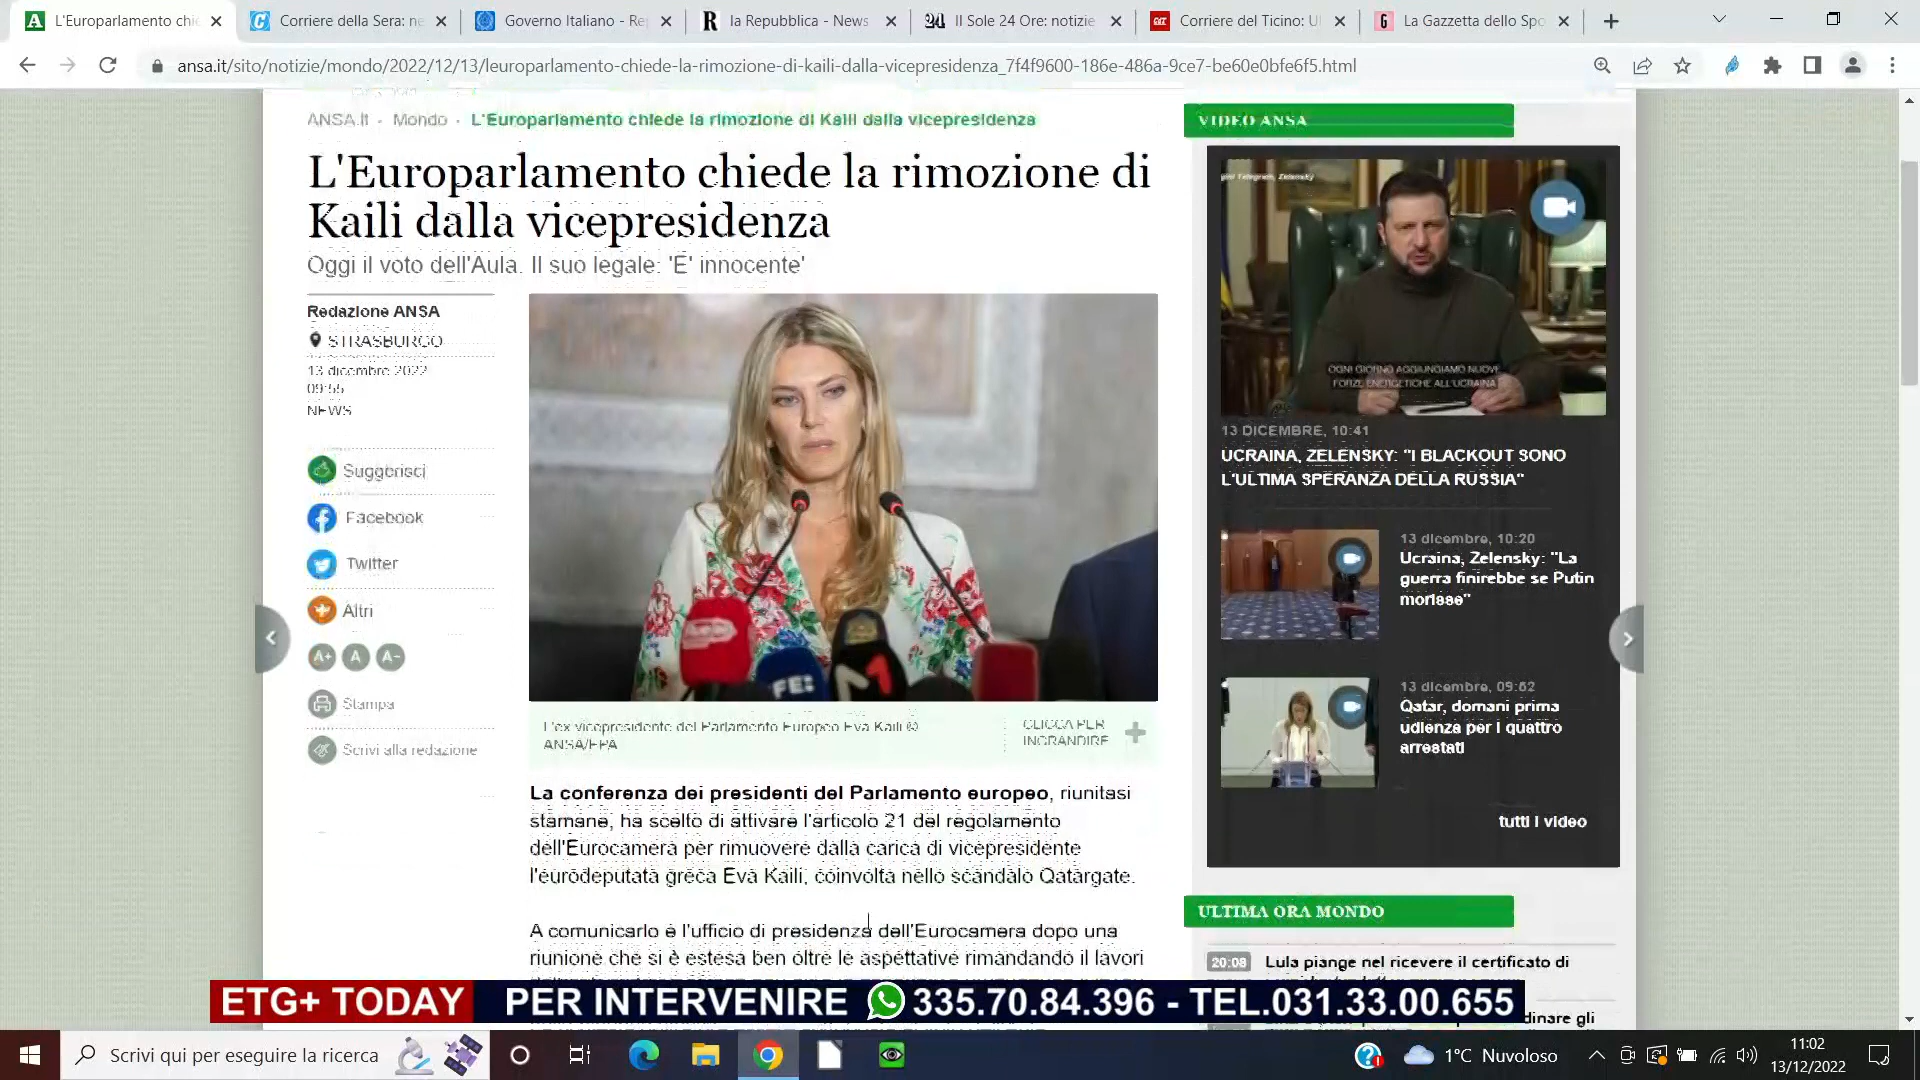 L'Europarlamento chi
Corriere della Sera: ne
Governo Italiano - Re
la Repubblica - News
Il Sole 24 Ore: notizie
Corriere del Ticino: Ul
La Gazzetta dello Spo
ansa.it/sito/notizie/mondo/2022/12/13/leuroparlamento-chiede-la-rimozione-di-kaili-dalla-vicepresidenza_7f4f9600-186e-486a-9ce7-be60e0bfe6f5.html
ANSA.it · Mondo · L'Europarlamento chiede la rimozione di Kaili dalla vicepresidenza
L'Europarlamento chiede la rimozione di
Kaili dalla vicepresidenza
Oggi il voto dell'Aula. Il suo legale: 'E' innocente'
Redazione ANSA
STRASBURGO
13 dicembre 2022
09:55
NEWS
Suggerisci
Facebook
Twitter
Altri
A+ A A-
Stampa
Scrivi alla redazione
FE:
L'ex vicepresidente del Parlamento Europeo Eva Kaili ©
ANSA/EPA
CLICCA PER
INGRANDIRE
La conferenza dei presidenti del Parlamento europeo, riunitasi
stamane, ha scelto di attivare l'articolo 21 del regolamento
dell'Eurocamera per rimuovere dalla carica di vicepresidente
l'eurodeputata greca Eva Kaili, coinvolta nello scandalo Qatargate.
A comunicarlo è l'ufficio di presidenza dell'Eurocamera dopo una
riunione che si è estesa ben oltre le aspettative rimandando il lavori
VIDEO ANSA
OGNI GIORNO AGGIUNGIAMO NUOVE
FORZE ENERGETICHE ALL'UCRAINA
13 DICEMBRE, 10:41
UCRAINA, ZELENSKY: "I BLACKOUT SONO
L'ULTIMA SPERANZA DELLA RUSSIA"
13 dicembre, 10:20
Ucraina, Zelensky: "La
guerra finirebbe se Putin
morisse"
13 dicembre, 09:52
Qatar, domani prima
udienza per i quattro
arrestati
tutti i video
ULTIMA ORA MONDO
20:08 Lula piange nel ricevere il certificato di
dinare gli
ETG+ TODAY PER INTERVENIRE 335.70.84.396 - TEL.031.33.00.655
Scrivi qui per eseguire la ricerca
1°C Nuvoloso
11:02
13/12/2022